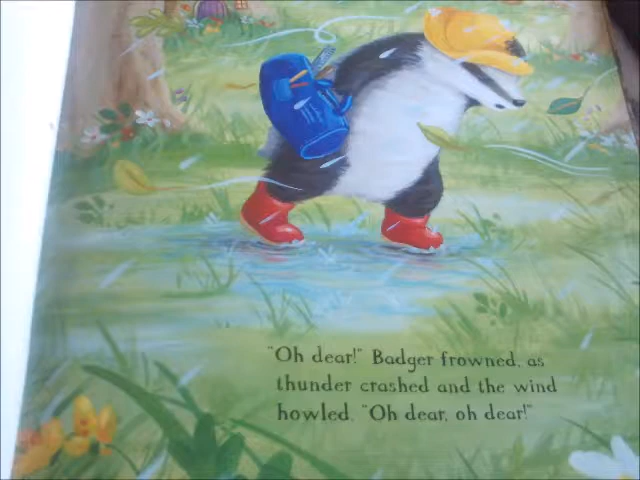 "Oh dear!" Badger frowned, as
thunder crashed and the wind
howled. "Oh dear, oh dear!"